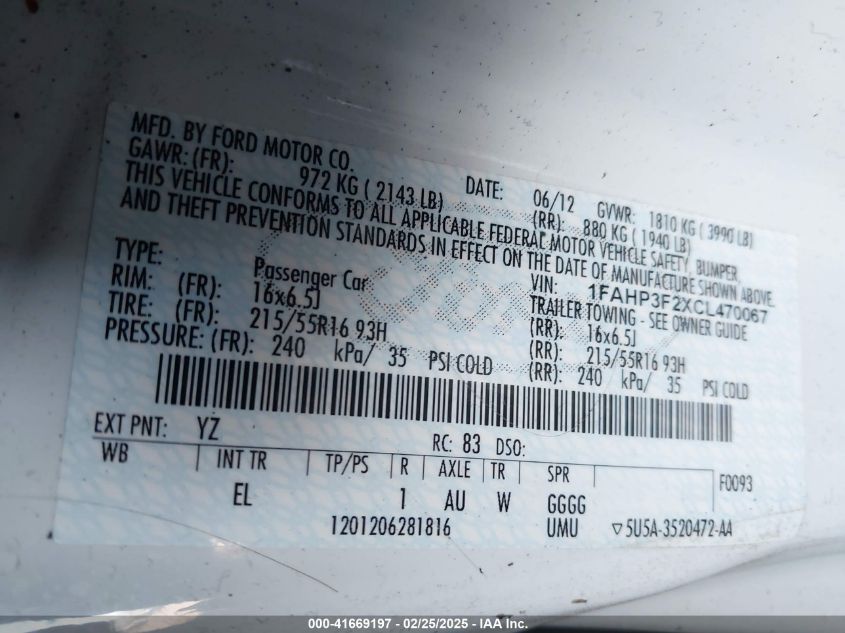 MFD. BY FORD MOTOR CO.
DATE: 06/12 GVWR: 1810 KG ( 3990 LB)
GAWR: (FR): 972 KG ( 2143 LB) (RR): 880 KG ( 1940 LB)
THIS VEHICLE CONFORMS TO ALL APPLICABLE FEDERAL MOTOR VEHICLE SAFETY, BUMPER,
AND THEFT PREVENTION STANDARDS IN EFFECT ON THE DATE OF MANUFACTURE SHOWN ABOVE.
VIN: 1FAHP3F2XCL470067
TYPE: Passenger Car TRAILER TOWING - SEE OWNER GUIDE
RIM: (FR): 16x6.5J (RR): 16x6.5J
TIRE: (FR): 215/55R16 93H (RR): 215/55R16 93H
PRESSURE: (FR): 240 kPa/ 35 PSI COLD (RR): 240 kPa/ 35 PSI COLD
EXT PNT: YZ RC: 83 DSO:
WB INT TR TP/PS R AXLE TR SPR F0093
EL 1 AU W GGGG
1201206281816 UMU ▽5U5A-3520472-AA
000-41669197 - 02/25/2025 - IAA Inc.